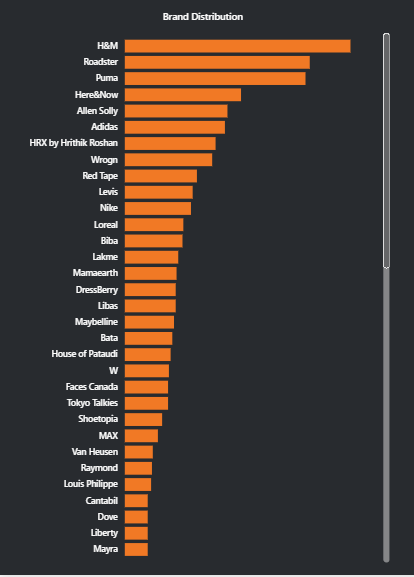 Brand Distribution
H&M
Roadster
Puma
Here&Now
Allen Solly
Adidas
HRX by Hrithik Roshan
Wrogn
Red Tape
Levis
Nike
Loreal
Biba
Lakme
Mamaearth
DressBerry
Libas
Maybelline
Bata
House of Pataudi
W
Faces Canada
Tokyo Talkies
Shoetopia
MAX
Van Heusen
Raymond
Louis Philippe
Cantabil
Dove
Liberty
Mayra